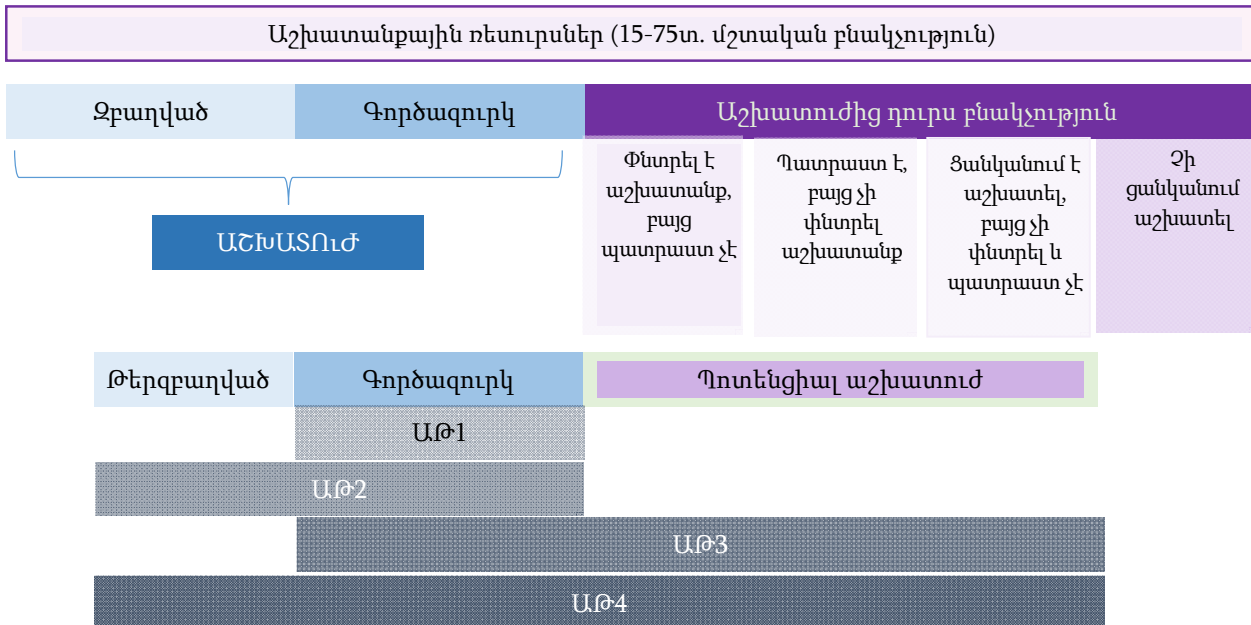 Աշխատանքային ռեսուրսներ (15-75տ. մշտական բնակչություն)
Զբաղված
Գործազուրկ
Աշխատուժից դուրս բնակչություն
ԱՇԽԱՏՈւԺ
Փնտրել է
աշխատանք,
բայց
պատրաստ չէ
Պատրաստ է,
բայց չի
փնտրել
աշխատանք
Ցանկանում է
աշխատել,
բայց չի
փնտրել և
պատրաստ չէ
Չի
ցանկանում
աշխատել
Թերզբաղված
Գործազուրկ
Պոտենցիալ աշխատուժ
ԱԹ1
ԱԹ2
ԱԹ3
ԱԹ4